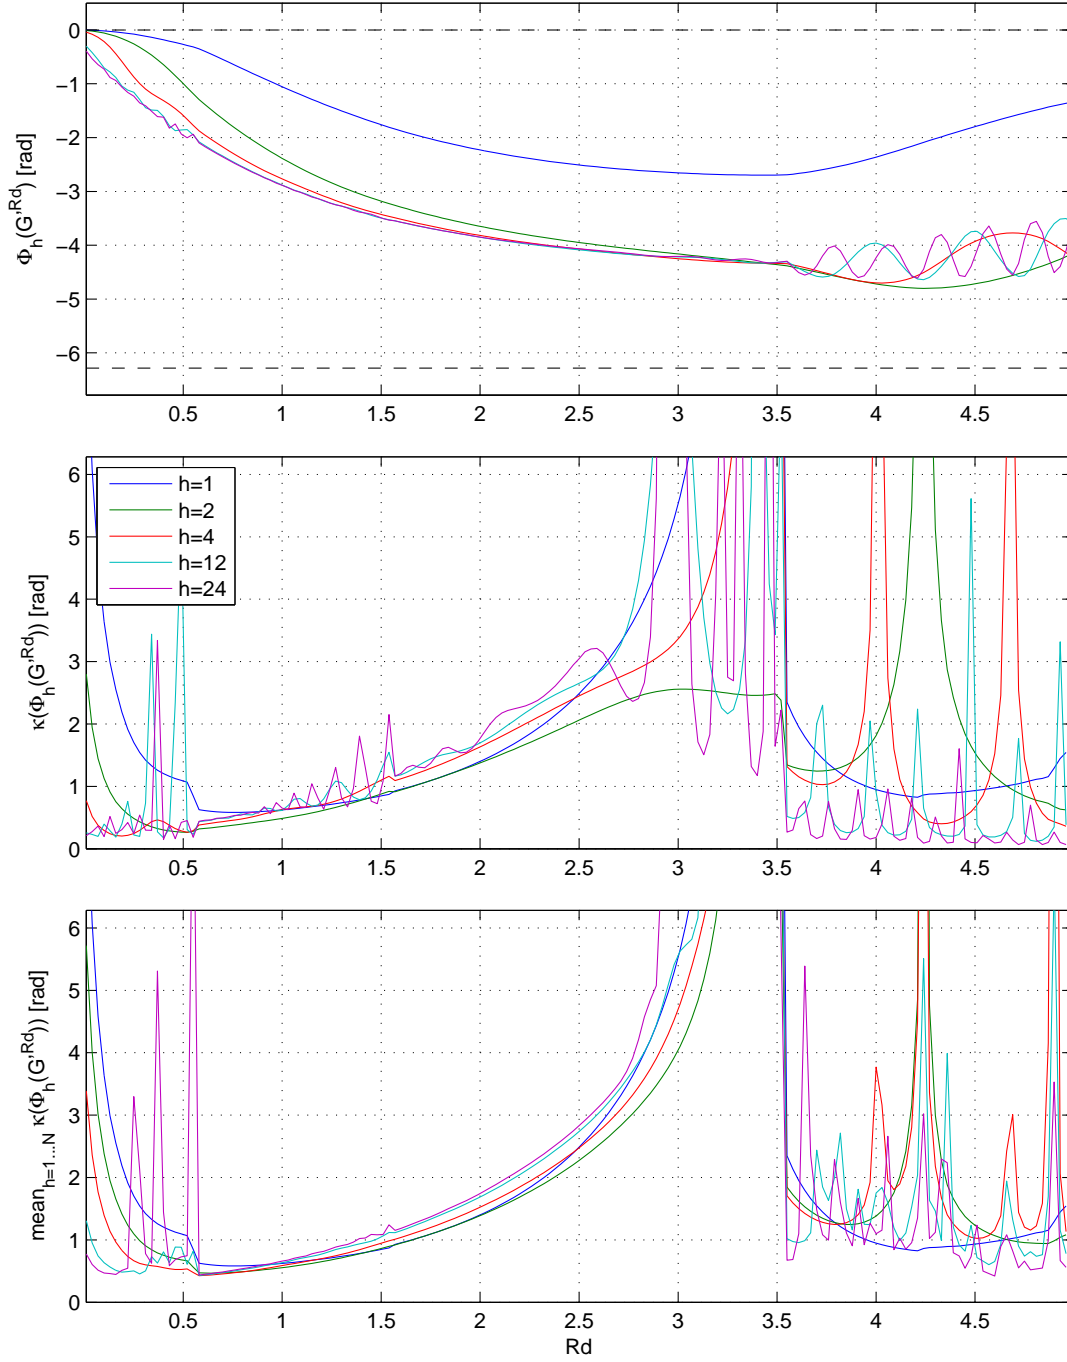 0
−1
−2
−3
−4
−5
−6
Φ_h(G'^Rd) [rad]
0.5 1 1.5 2 2.5 3 3.5 4 4.5
6
5
4
3
2
1
0
κ(Φ_h(G'^Rd)) [rad]
h=1
h=2
h=4
h=12
h=24
0.5 1 1.5 2 2.5 3 3.5 4 4.5
6
5
4
3
2
1
0
mean_h=1...N κ(Φ_h(G'^Rd)) [rad]
0.5 1 1.5 2 2.5 3 3.5 4 4.5
Rd